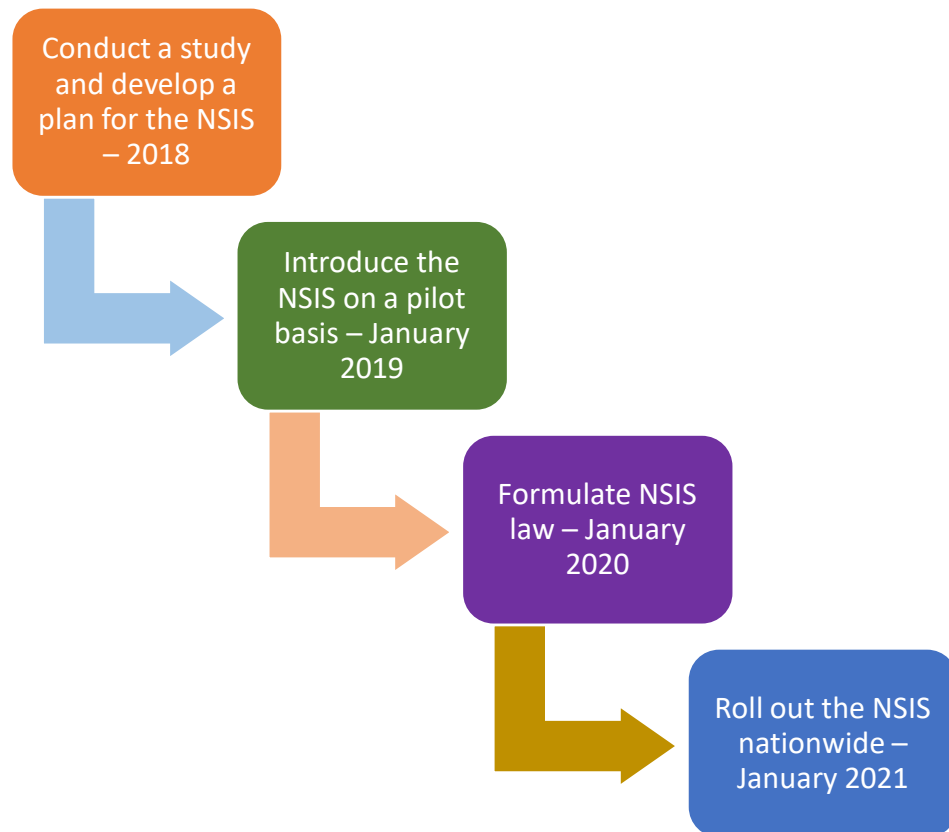 Conduct a study
and develop a
plan for the NSIS
– 2018
Introduce the
NSIS on a pilot
basis – January
2019
Formulate NSIS
law – January
2020
Roll out the NSIS
nationwide –
January 2021